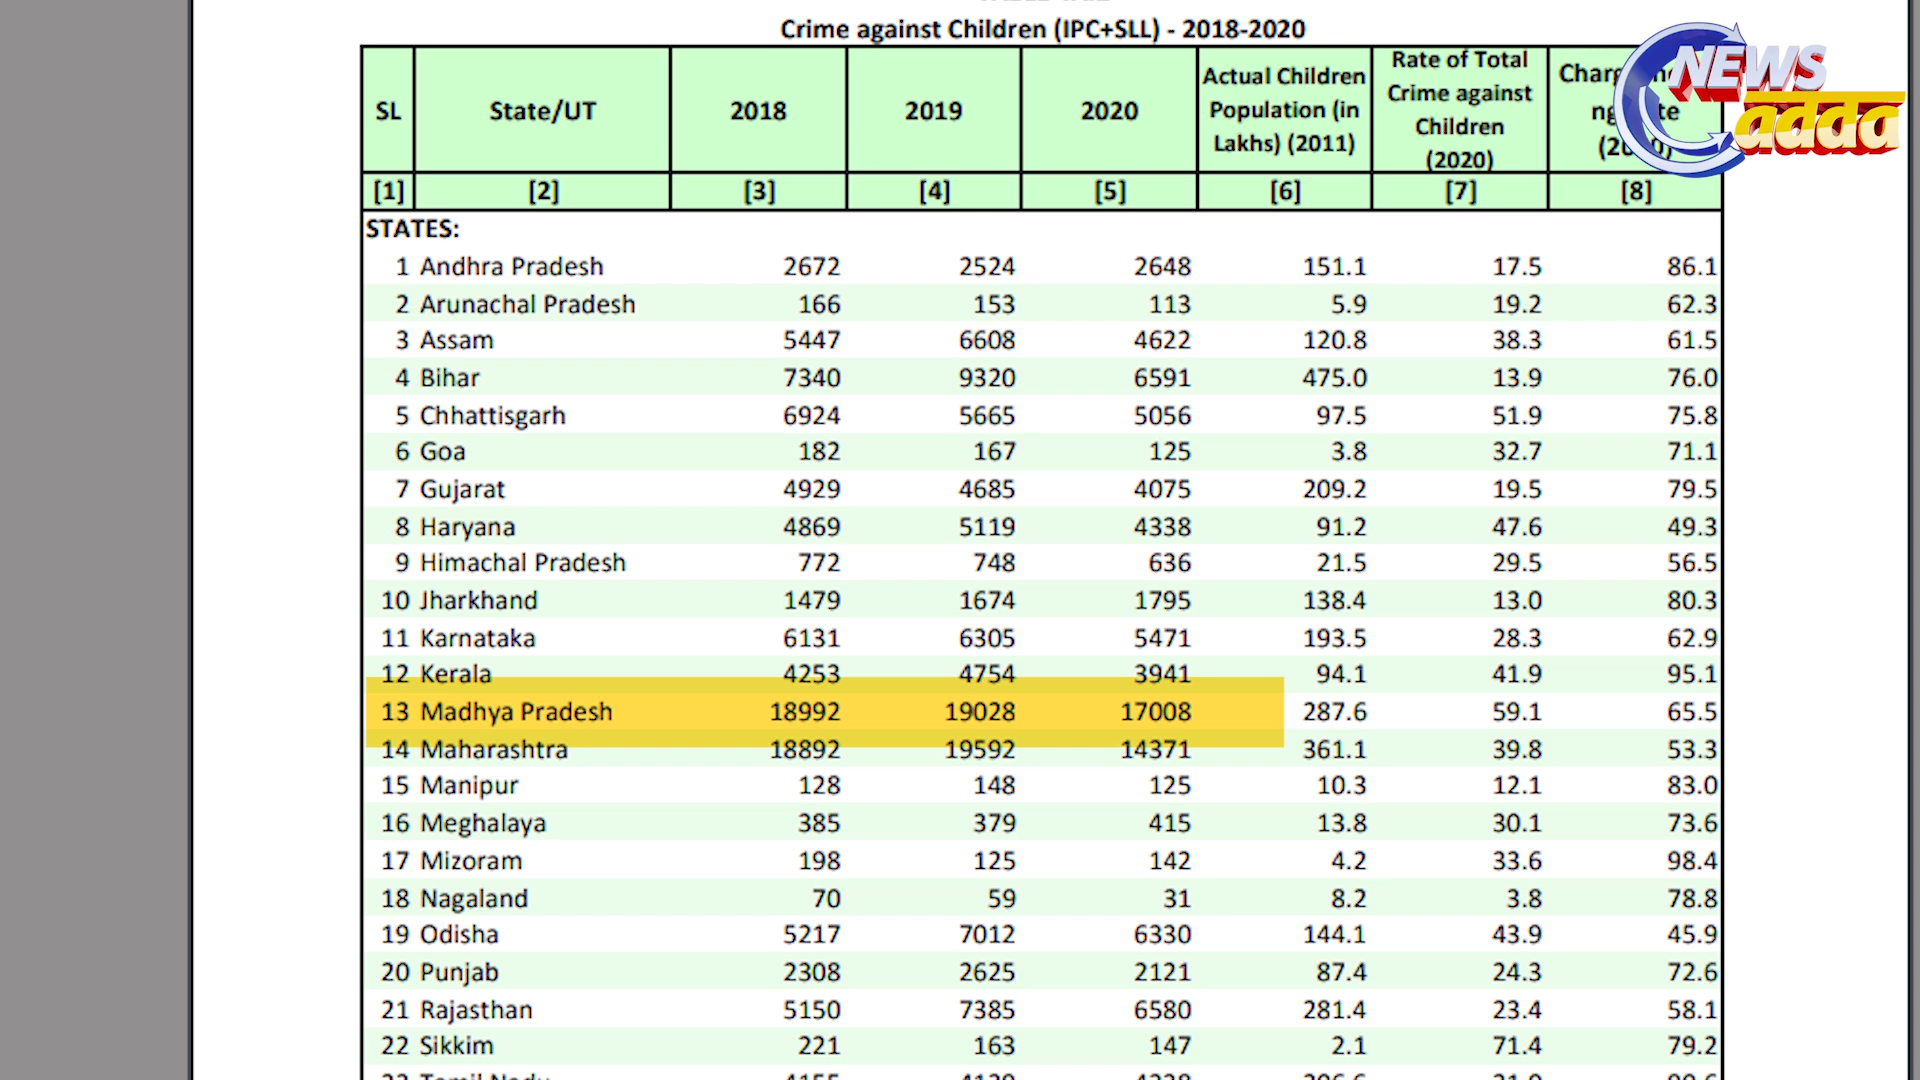 Crime against Children (IPC+SLL) - 2018-2020
SL State/UT 2018 2019 2020 Actual Children Population (in Lakhs) (2011) Rate of Total Crime against Children (2020)
[1] [2] [3] [4] [5] [6] [7] [8]
NEWS
adda
STATES:
1 Andhra Pradesh 2672 2524 2648 151.1 17.5 86.1
2 Arunachal Pradesh 166 153 113 5.9 19.2 62.3
3 Assam 5447 6608 4622 120.8 38.3 61.5
4 Bihar 7340 9320 6591 475.0 13.9 76.0
5 Chhattisgarh 6924 5665 5056 97.5 51.9 75.8
6 Goa 182 167 125 3.8 32.7 71.1
7 Gujarat 4929 4685 4075 209.2 19.5 79.5
8 Haryana 4869 5119 4338 91.2 47.6 49.3
9 Himachal Pradesh 772 748 636 21.5 29.5 56.5
10 Jharkhand 1479 1674 1795 138.4 13.0 80.3
11 Karnataka 6131 6305 5471 193.5 28.3 62.9
12 Kerala 4253 4754 3941 94.1 41.9 95.1
13 Madhya Pradesh 18992 19028 17008 287.6 59.1 65.5
14 Maharashtra 18892 19592 14371 361.1 39.8 53.3
15 Manipur 128 148 125 10.3 12.1 83.0
16 Meghalaya 385 379 415 13.8 30.1 73.6
17 Mizoram 198 125 142 4.2 33.6 98.4
18 Nagaland 70 59 31 8.2 3.8 78.8
19 Odisha 5217 7012 6330 144.1 43.9 45.9
20 Punjab 2308 2625 2121 87.4 24.3 72.6
21 Rajasthan 5150 7385 6580 281.4 23.4 58.1
22 Sikkim 221 163 147 2.1 71.4 79.2